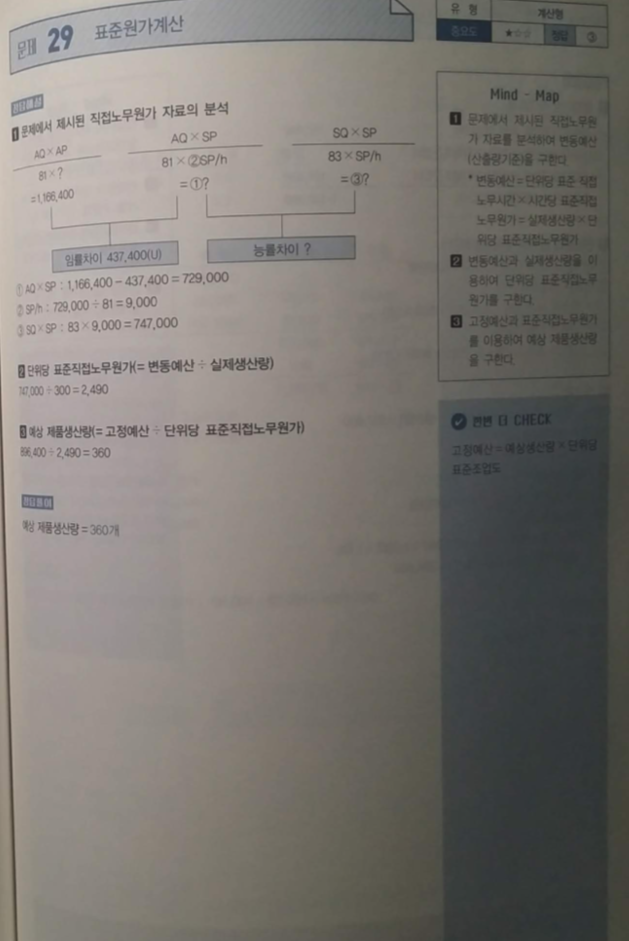 문제 29 표준원가계산
유 형 계산형
중요도 ★☆☆ 정답 ③
정답해설
1 문제에서 제시된 직접노무원가 자료의 분석
AQ×AP AQ×SP SQ×SP
81×? 81×②SP/h 83×SP/h
=1,166,400 =①? =③?
임률차이 437,400(U) 능률차이 ?
① AQ×SP : 1,166,400－437,400＝729,000
② SP/h : 729,000÷81＝9,000
③ SQ×SP : 83×9,000＝747,000
2 단위당 표준직접노무원가(= 변동예산 ÷ 실제생산량)
747,000÷300＝2,490
3 예상 제품생산량(= 고정예산 ÷ 단위당 표준직접노무원가)
896,400÷2,490＝360
정답풀이
예상 제품생산량＝360개
Mind - Map
1 문제에서 제시된 직접노무원
가 자료를 분석하여 변동예산
(산출량기준)을 구한다.
* 변동예산＝단위당 표준 직접
노무시간×시간당 표준직접
노무원가＝실제생산량×단
위당 표준직접노무원가
2 변동예산과 실제생산량을 이
용하여 단위당 표준직접노무
원가를 구한다.
3 고정예산과 표준직접노무원가
를 이용하여 예상 제품생산량
을 구한다.
한번 더 CHECK
고정예산＝예상생산량×단위당
표준조업도